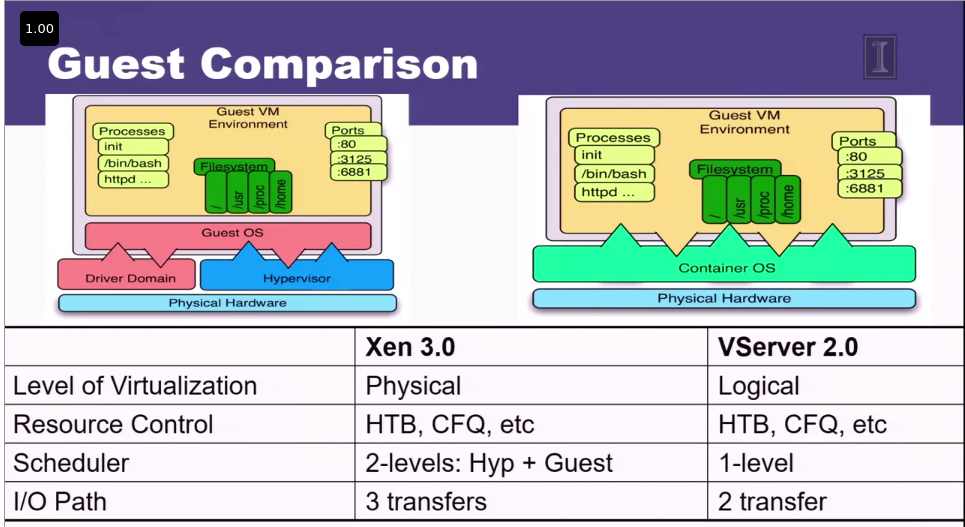 1.00
Guest Comparison
Guest VM
Environment
Processes
init
/bin/bash
httpd ...
Filesystem
/
/usr
/proc
/home
Ports
:80
:3125
:6881
Guest OS
Driver Domain
Hypervisor
Physical Hardware
Guest VM
Environment
Processes
init
/bin/bash
httpd ...
Filesystem
/
/usr
/proc
/home
Ports
:80
:3125
:6881
Container OS
Physical Hardware
Xen 3.0 VServer 2.0
Level of Virtualization Physical Logical
Resource Control HTB, CFQ, etc HTB, CFQ, etc
Scheduler 2-levels: Hyp + Guest 1-level
I/O Path 3 transfers 2 transfer